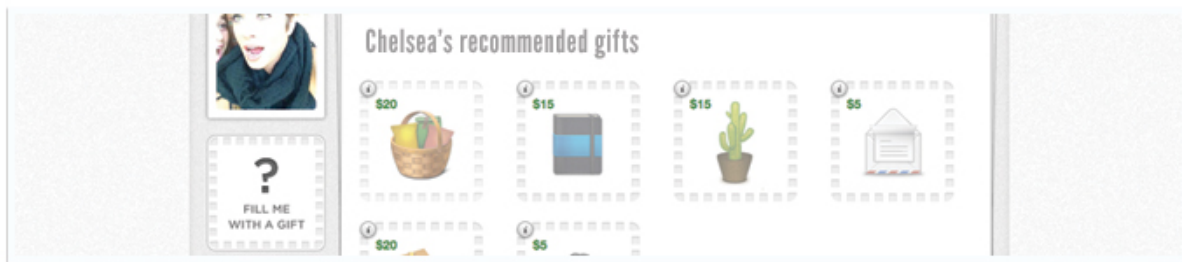 Chelsea's recommended gifts
$20
$15
$15
$5
?
FILL ME
WITH A GIFT
$20
$5